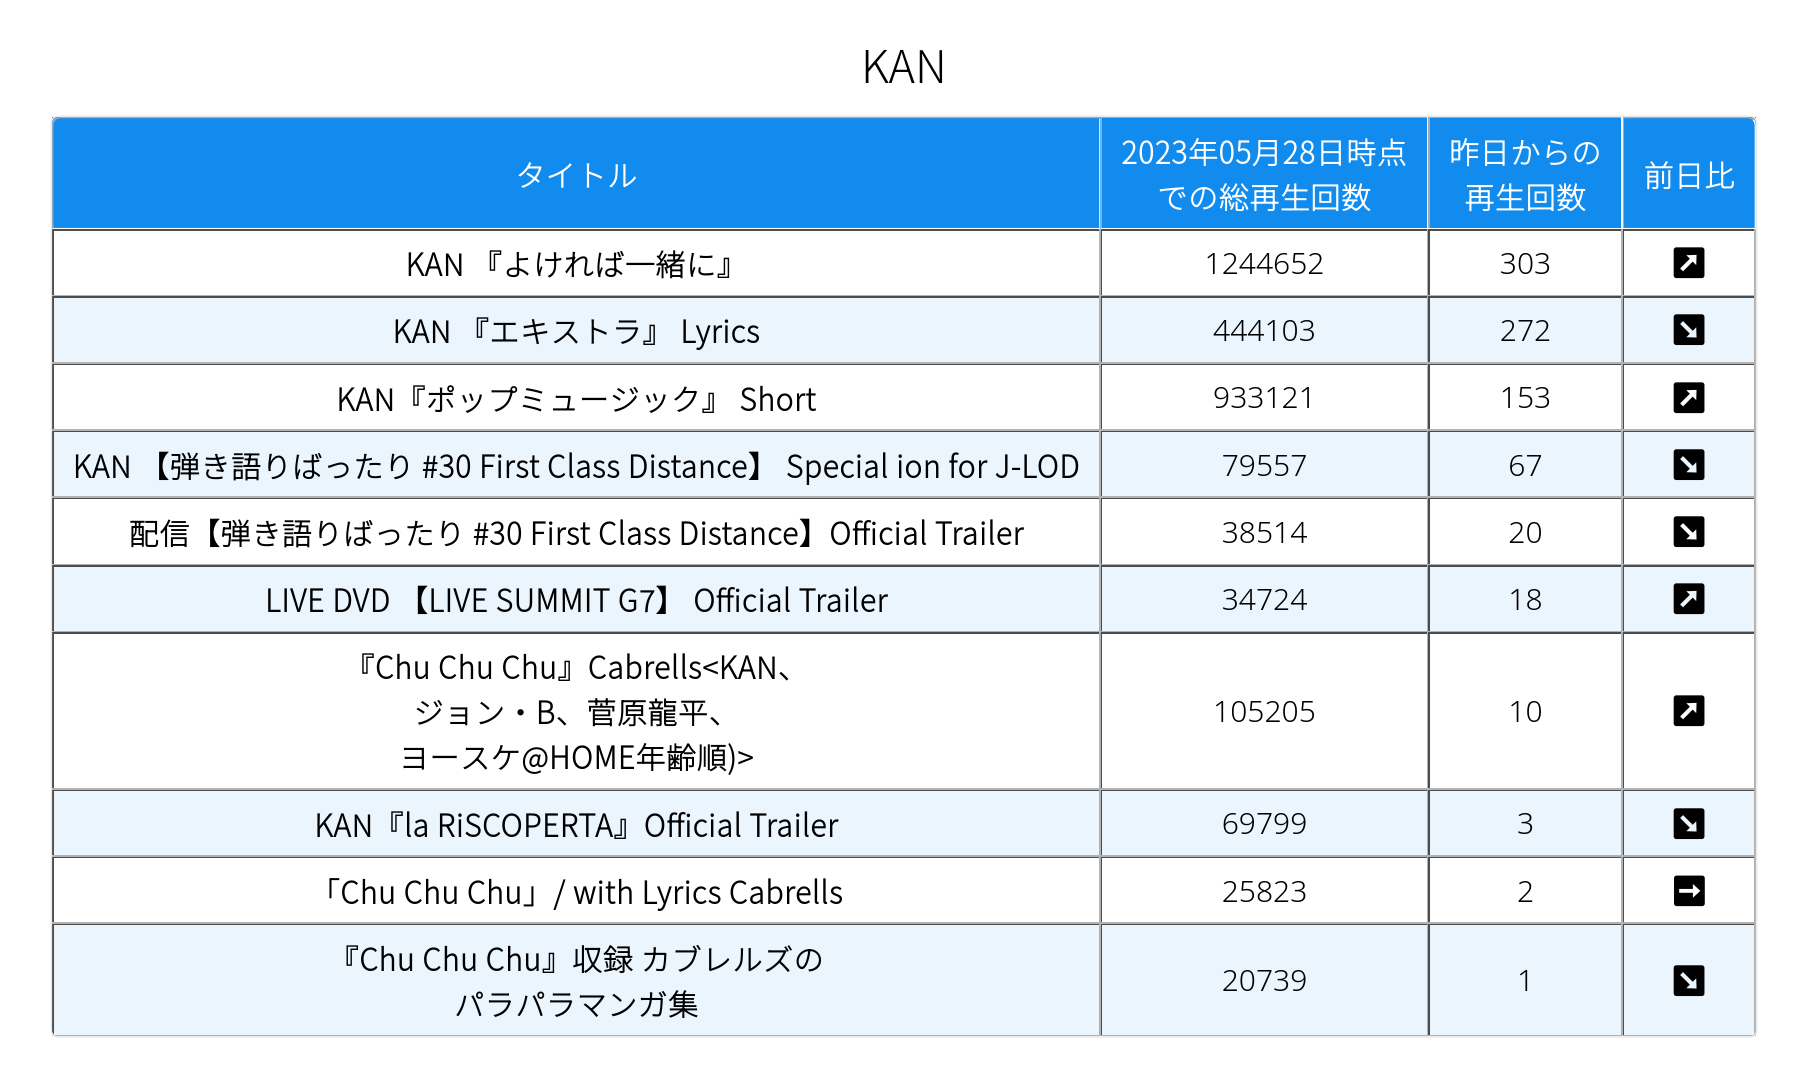 KAN
タイトル
2023年05月28日時点
での総再生回数
昨日からの
再生回数
前日比
KAN 『よければ一緒に』 1244652 303
KAN 『エキストラ』 Lyrics 444103 272
KAN『ポップミュージック』 Short 933121 153
KAN 【弾き語りばったり #30 First Class Distance】 Special ion for J-LOD 79557 67
配信【弾き語りばったり #30 First Class Distance】Official Trailer 38514 20
LIVE DVD 【LIVE SUMMIT G7】 Official Trailer 34724 18
『Chu Chu Chu』Cabrells<KAN、
ジョン・B、菅原龍平、
ヨースケ@HOME年齢順)>
105205 10
KAN『la RiSCOPERTA』Official Trailer 69799 3
「Chu Chu Chu」/ with Lyrics Cabrells 25823 2
『Chu Chu Chu』収録 カブレルズの
パラパラマンガ集
20739 1